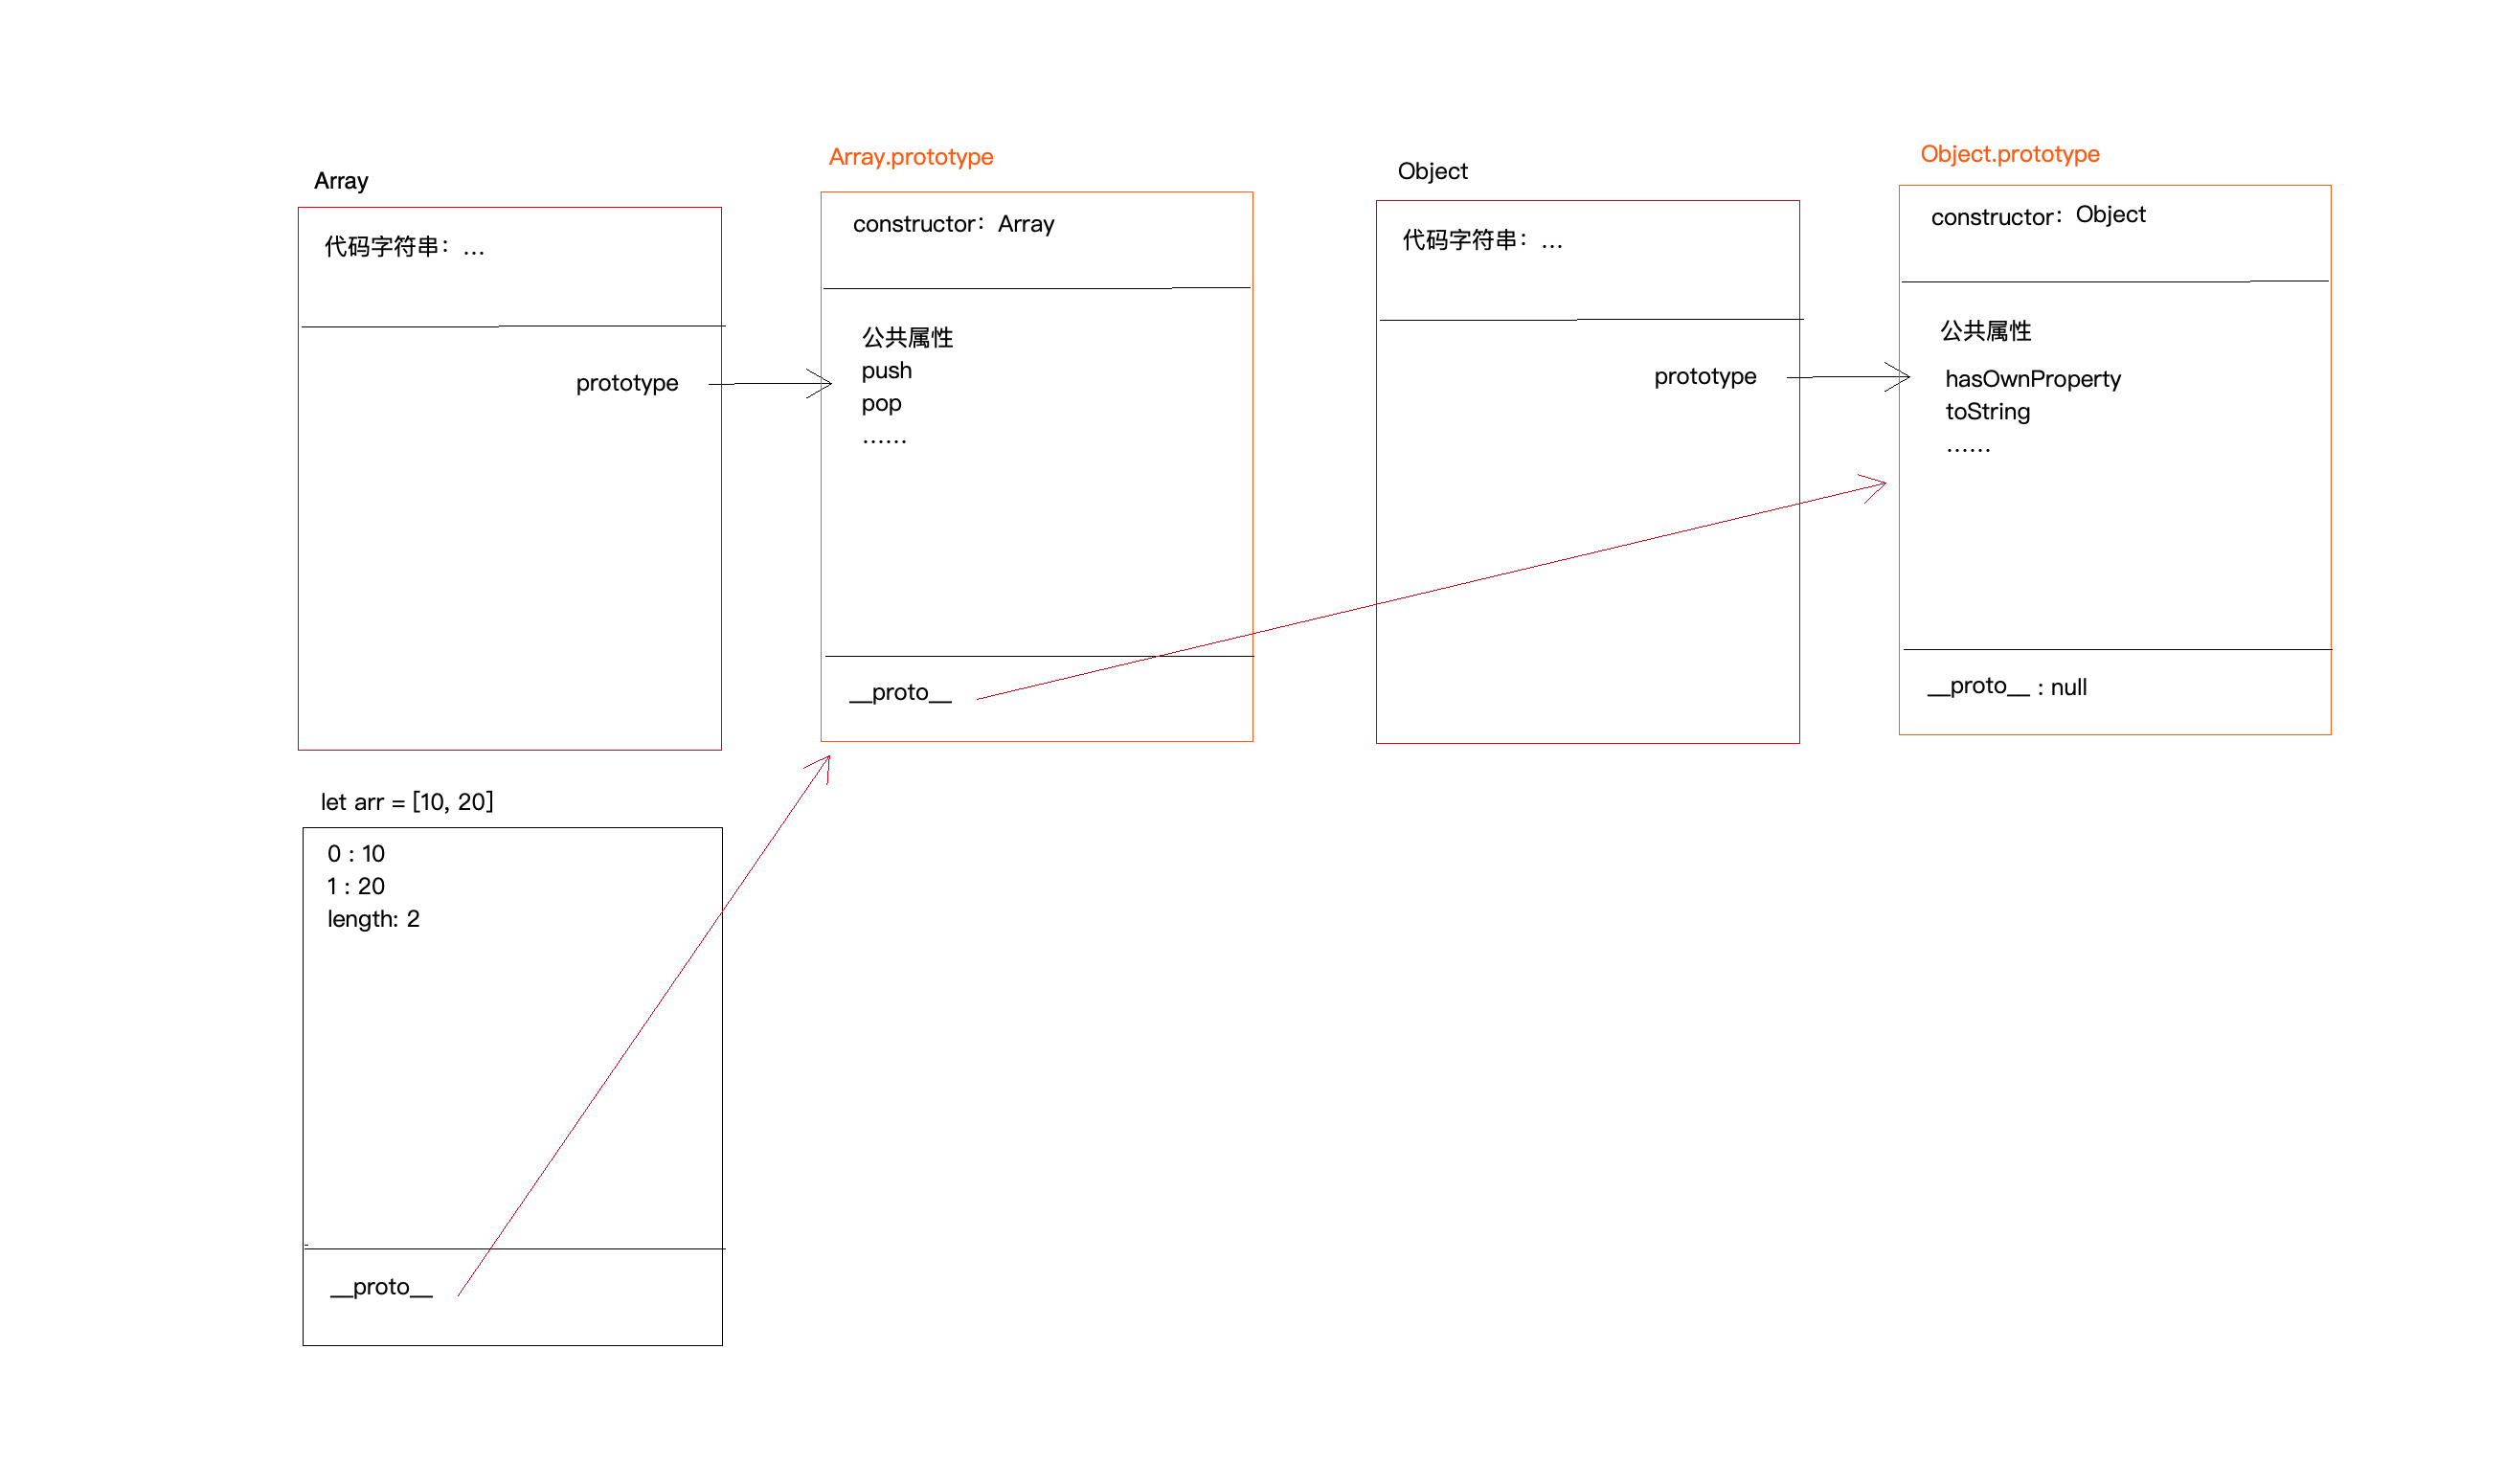 Array
代码字符串：...
prototype
Array.prototype
constructor：Array
公共属性
push
pop
......
__proto__
Object
代码字符串：...
prototype
Object.prototype
constructor：Object
公共属性
hasOwnProperty
toString
......
__proto__ : null
let arr = [10, 20]
0 : 10
1 : 20
length: 2
__proto__